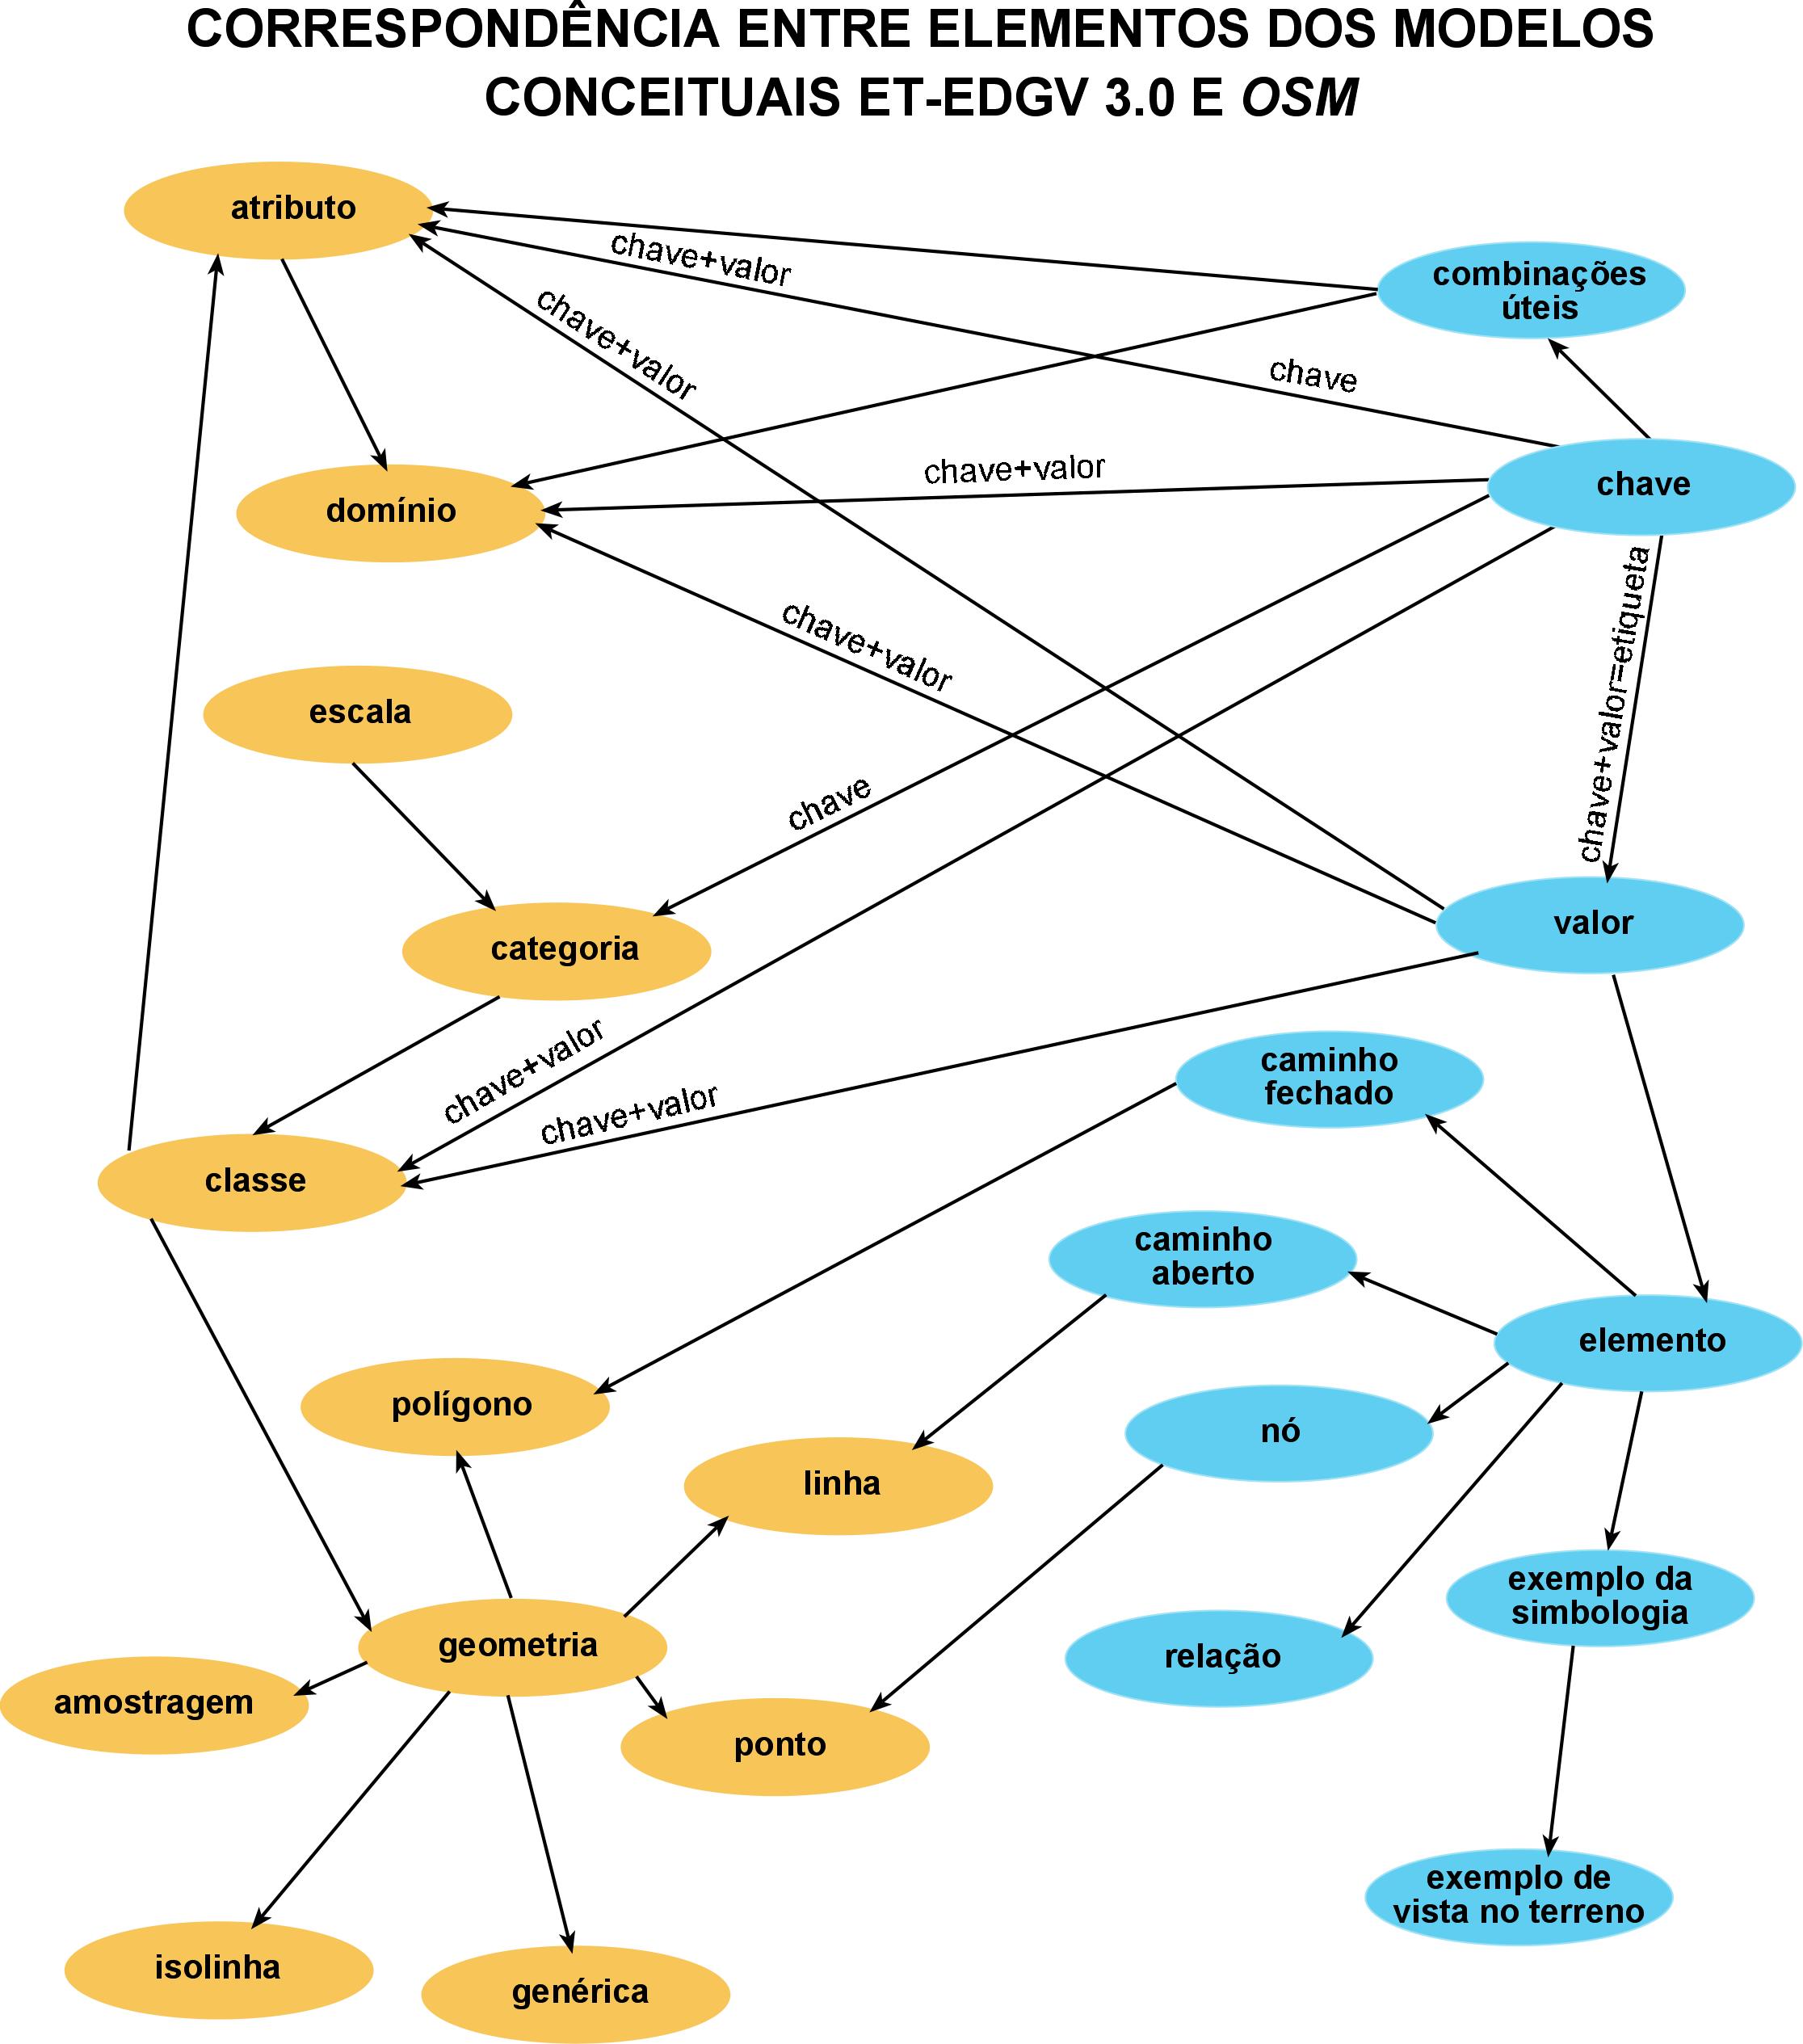 CORRESPONDÊNCIA ENTRE ELEMENTOS DOS MODELOS
CONCEITUAIS ET-EDGV 3.0 E OSM
atributo
chave+valor
combinações
úteis
chave+valor
chave
chave+valor
chave
domínio
chave+valor
chave+valor=etiqueta
escala
chave
valor
categoria
chave+valor
chave+valor
caminho
fechado
classe
caminho
aberto
elemento
polígono
nó
linha
exemplo da
simbologia
geometria
relação
amostragem
ponto
exemplo de
vista no terreno
isolinha
genérica